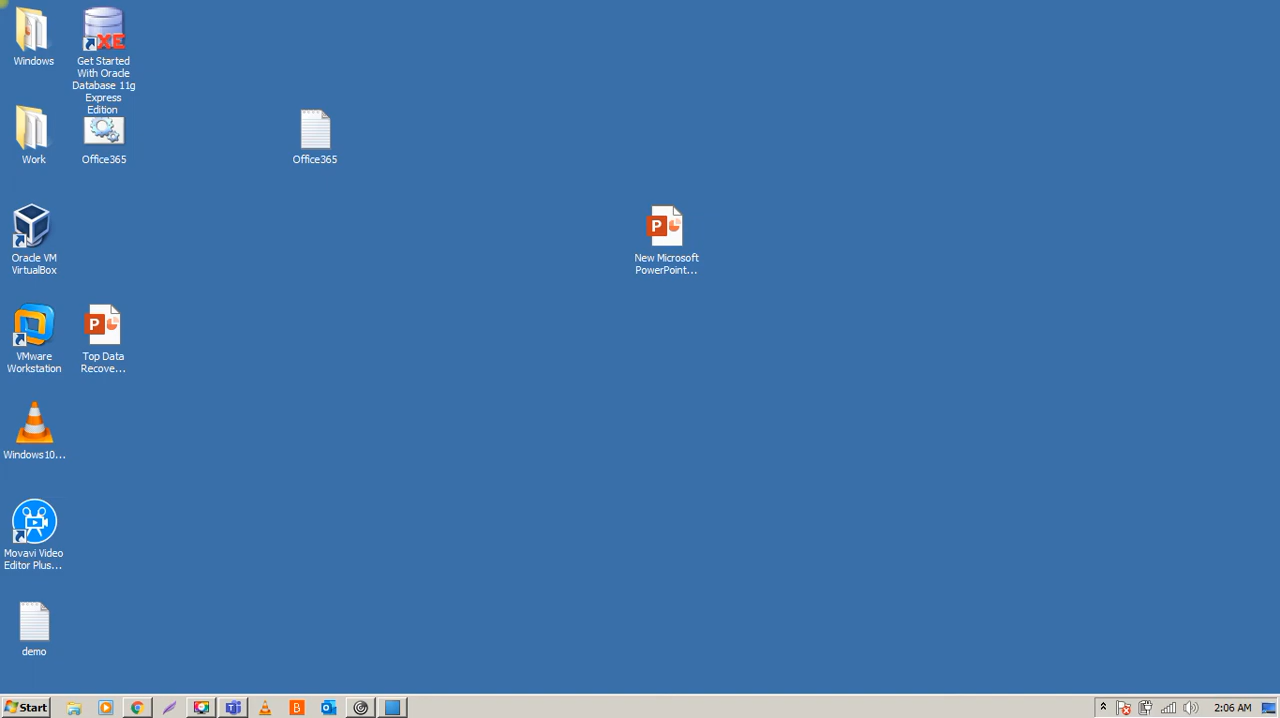 Windows
Get Started
With Oracle
Database 11g
Express
Edition
XE
Work
Office365
Office365
Oracle VM
VirtualBox
P
New Microsoft
PowerPoint...
VMware
Workstation
P
Top Data
Recove...
Windows10...
Movavi Video
Editor Plus...
demo
Start
B
2:06 AM